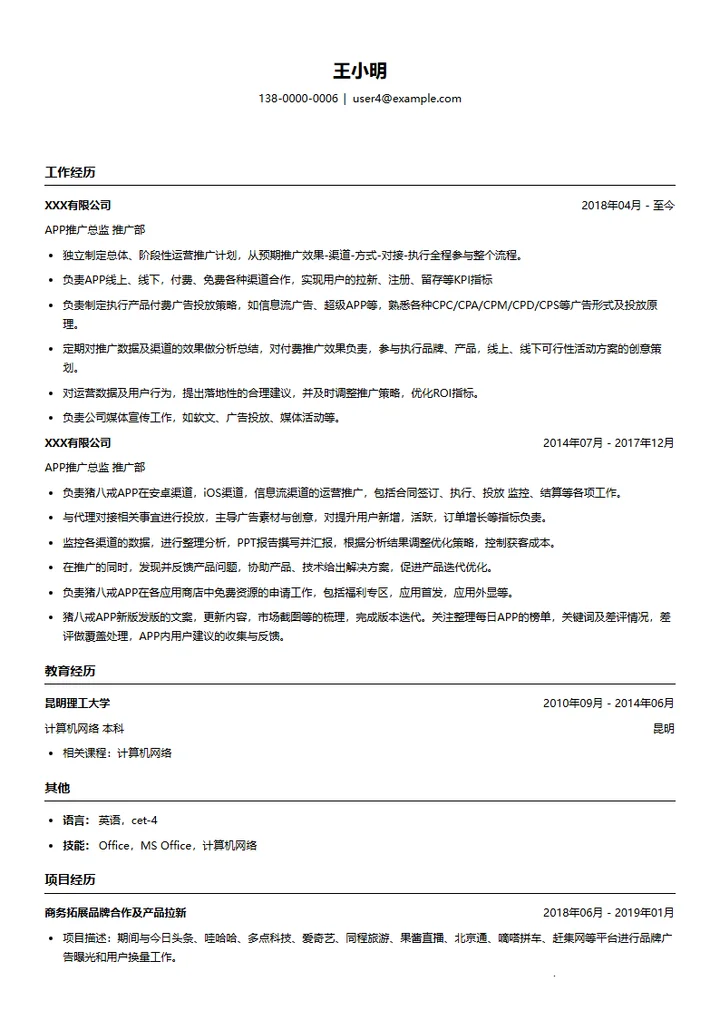 王小明
138-0000-0006 | user4@example.com
工作经历
XXX有限公司 2018年04月 - 至今
APP推广总监 推广部
• 独立制定总体、阶段性运营推广计划，从预期推广效果-渠道-方式-对接-执行全程参与整个流程。
• 负责APP线上、线下，付费、免费各种渠道合作，实现用户的拉新、注册、留存等KPI指标
• 负责制定执行产品付费广告投放策略，如信息流广告、超级APP等，熟悉各种CPC/CPA/CPM/CPD/CPS等广告形式及投放原
理。
• 定期对推广数据及渠道的效果做分析总结，对付费推广效果负责，参与执行品牌、产品，线上、线下可行性活动方案的创意策
划。
• 对运营数据及用户行为，提出落地性的合理建议，并及时调整推广策略，优化ROI指标。
• 负责公司媒体宣传工作，如软文、广告投放、媒体活动等。
XXX有限公司 2014年07月 - 2017年12月
APP推广总监 推广部
• 负责猪八戒APP在安卓渠道，iOS渠道，信息流渠道的运营推广，包括合同签订、执行、投放 监控、结算等各项工作。
• 与代理对接相关事宜进行投放，主导广告素材与创意，对提升用户新增，活跃，订单增长等指标负责。
• 监控各渠道的数据，进行整理分析，PPT报告撰写并汇报，根据分析结果调整优化策略，控制获客成本。
• 在推广的同时，发现并反馈产品问题，协助产品、技术给出解决方案，促进产品迭代优化。
• 负责猪八戒APP在各应用商店中免费资源的申请工作，包括福利专区，应用首发，应用外显等。
• 猪八戒APP新版发版的文案，更新内容，市场截图等的梳理，完成版本迭代。关注整理每日APP的榜单，关键词及差评情况，差
评做覆盖处理，APP内用户建议的收集与反馈。
教育经历
昆明理工大学 2010年09月 - 2014年06月
计算机网络 本科 昆明
• 相关课程：计算机网络
其他
• 语言： 英语，cet-4
• 技能： Office，MS Office，计算机网络
项目经历
商务拓展品牌合作及产品拉新 2018年06月 - 2019年01月
• 项目描述：期间与今日头条、哇哈哈、多点科技、爱奇艺、同程旅游、果酱直播、北京通、嘀嗒拼车、赶集网等平台进行品牌广
告曝光和用户换量工作。